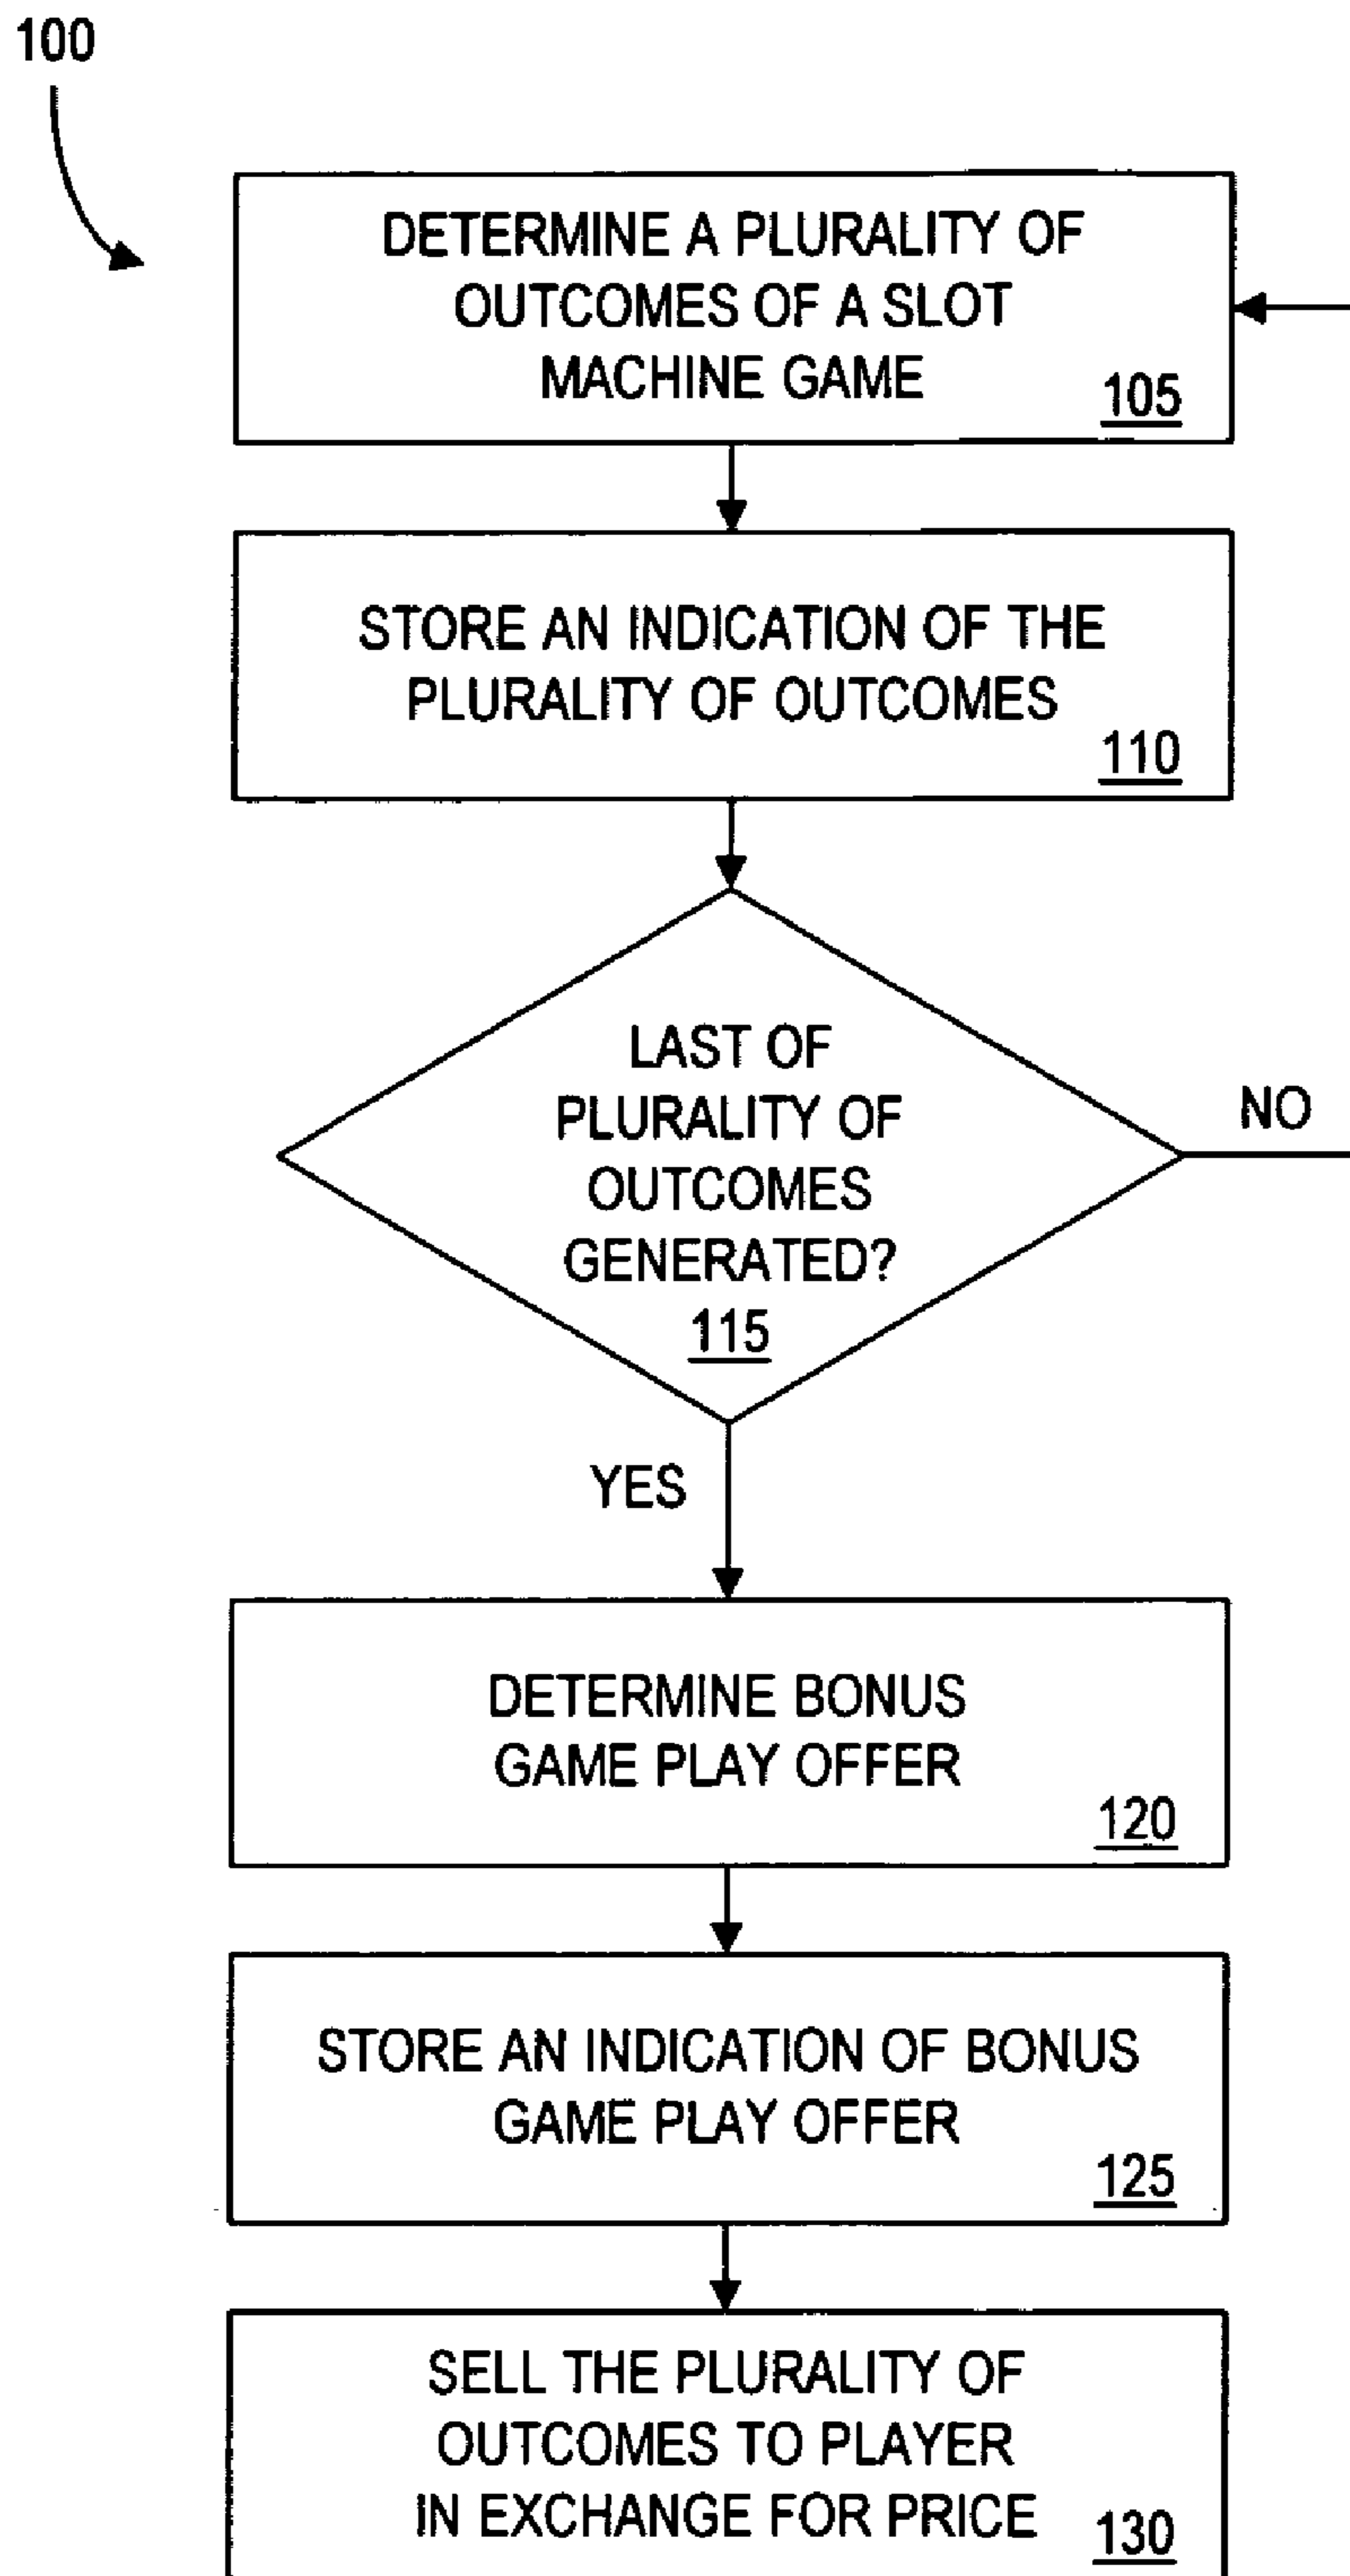 100
DETERMINE A PLURALITY OF
OUTCOMES OF A SLOT
MACHINE GAME
105
STORE AN INDICATION OF THE
PLURALITY OF OUTCOMES
110
LAST OF
PLURALITY OF
OUTCOMES
GENERATED?
115
NO
YES
DETERMINE BONUS
GAME PLAY OFFER
120
STORE AN INDICATION OF BONUS
GAME PLAY OFFER
125
SELL THE PLURALITY OF
OUTCOMES TO PLAYER
IN EXCHANGE FOR PRICE
130